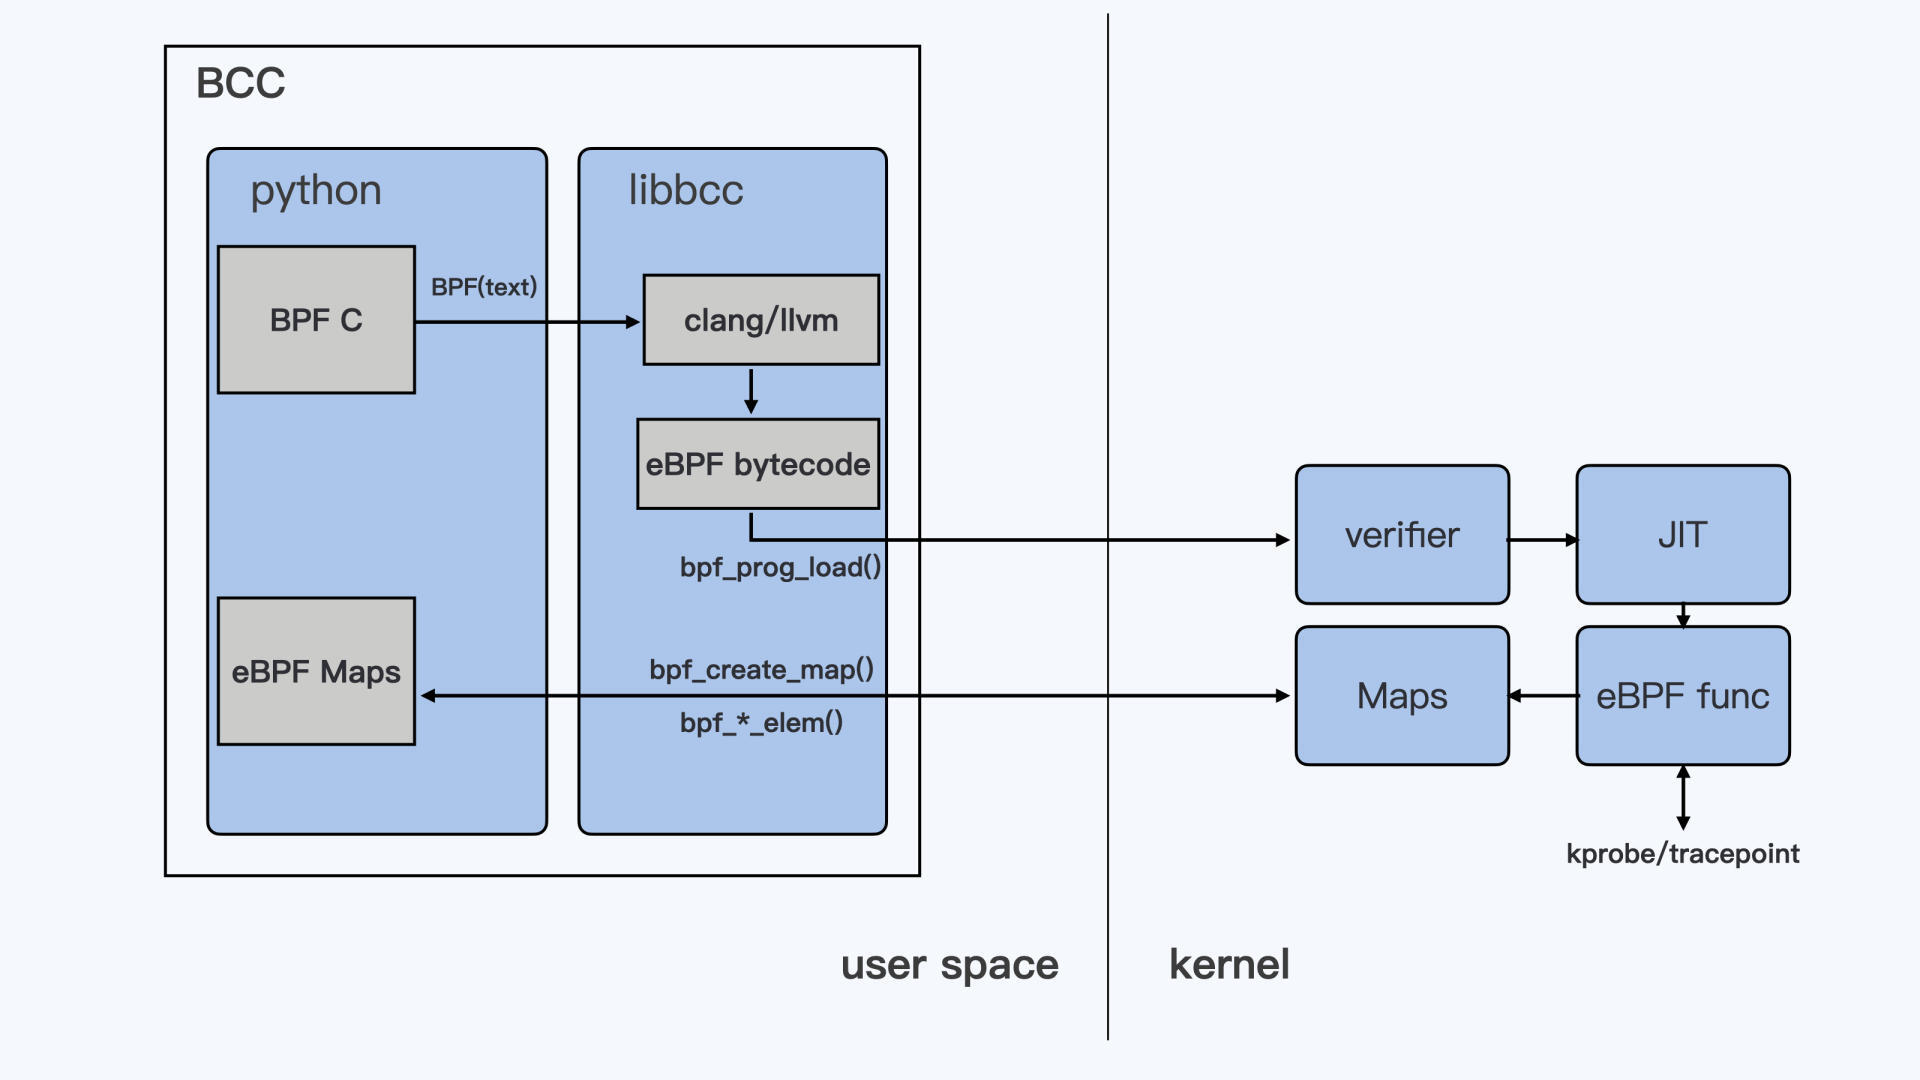 BCC
python
libbcc
BPF C
BPF(text)
clang/llvm
eBPF bytecode
bpf_prog_load()
verifier
JIT
eBPF Maps
bpf_create_map()
bpf_*_elem()
Maps
eBPF func
kprobe/tracepoint
user space
kernel